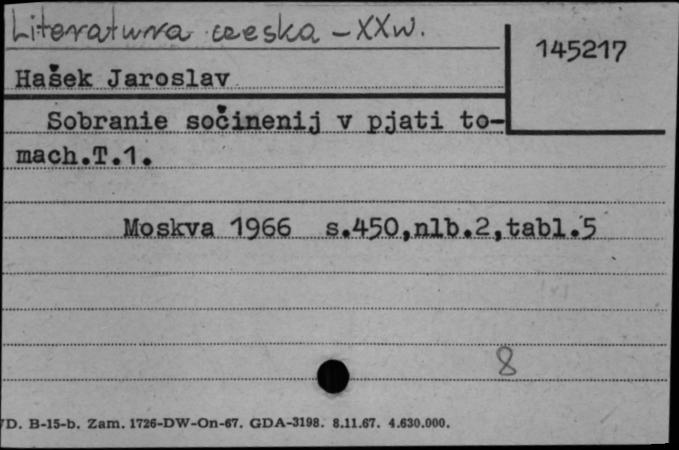 Literatura czeska - XX w.
145217
Hašek Jaroslav
Sobranie sočinenij v pjati to-
mach.T.1.
Moskva 1966 s.450,nlb.2,tabl.5
8
D. B-15-b. Zam. 1726-DW-On-67. GDA-3198. 8.11.67. 4.630.000.